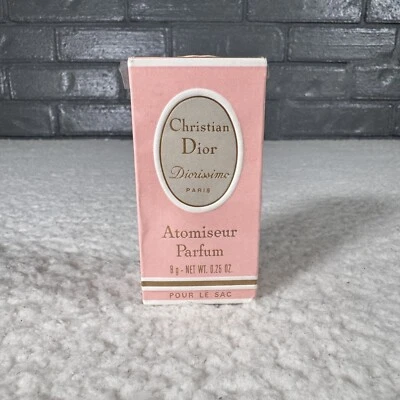 Christian
Dior
Diorissimo
PARIS
Atomiseur
Parfum
8 g - NET WT. 0.25 OZ.
POUR LE SAC